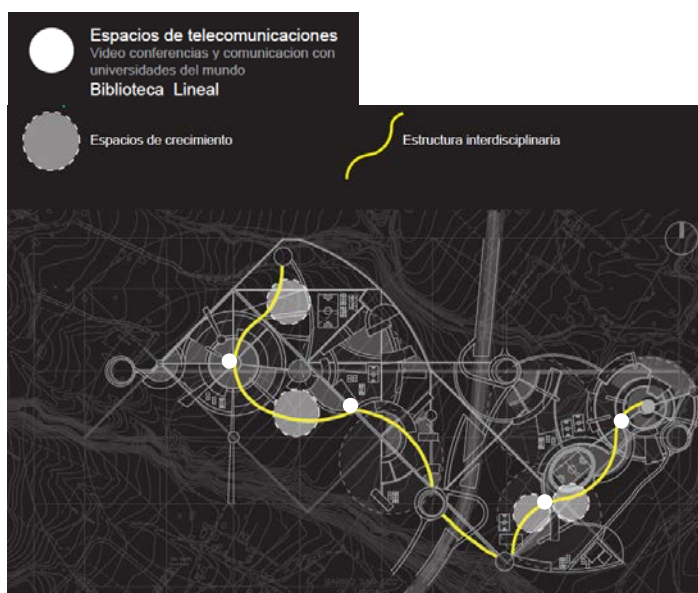 Espacios de telecomunicaciones
Video conferencias y comunicacion con
universidades del mundo
Biblioteca Lineal
Espacios de crecimiento
Estructura interdisciplinaria